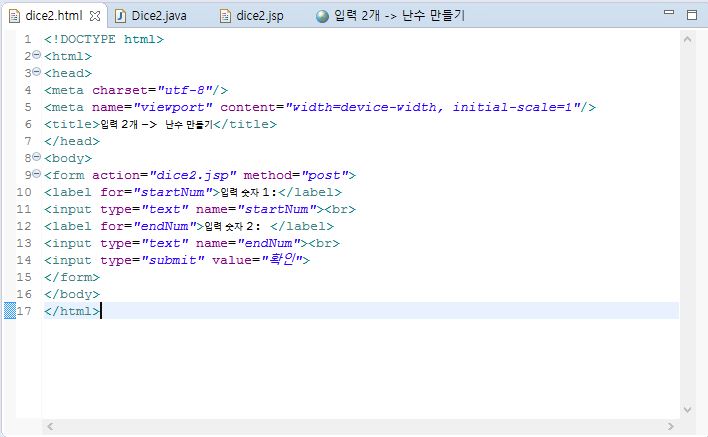 dice2.html Dice2.java dice2.jsp 입력 2개 -> 난수 만들기
1 <!DOCTYPE html>
2 <html>
3 <head>
4 <meta charset="utf-8"/>
5 <meta name="viewport" content="width=device-width, initial-scale=1"/>
6 <title>입력 2개 -> 난수 만들기</title>
7 </head>
8 <body>
9 <form action="dice2.jsp" method="post">
10 <label for="startNum">입력 숫자 1:</label>
11 <input type="text" name="startNum"><br>
12 <label for="endNum">입력 숫자 2: </label>
13 <input type="text" name="endNum"><br>
14 <input type="submit" value="확인">
15 </form>
16 </body>
17 </html>